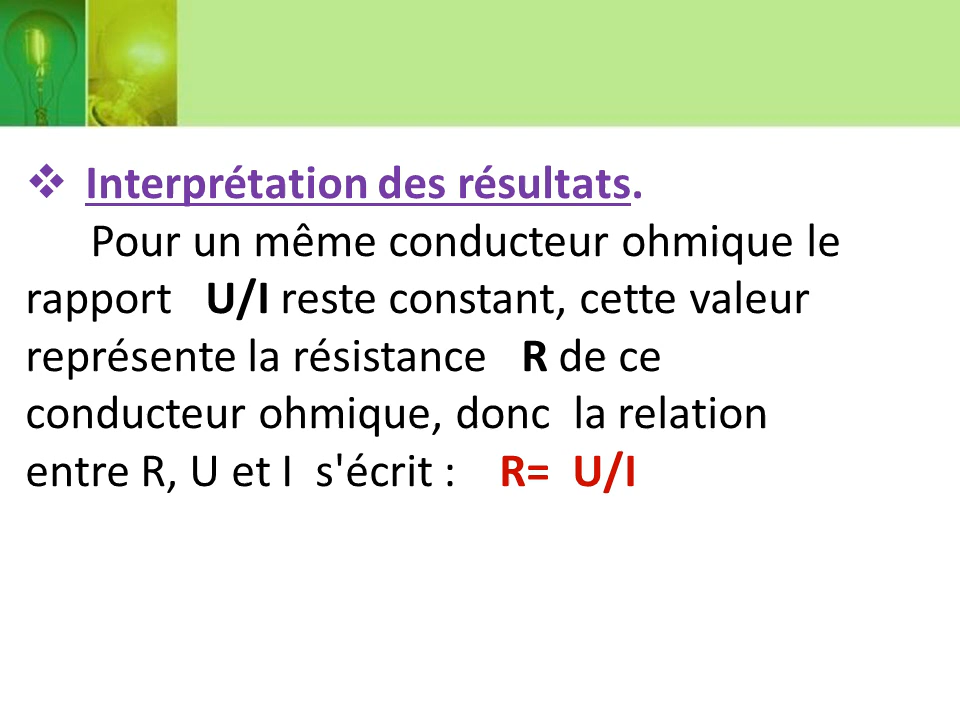 ❖ Interprétation des résultats.
Pour un même conducteur ohmique le
rapport U/I reste constant, cette valeur
représente la résistance R de ce
conducteur ohmique, donc la relation
entre R, U et I s'écrit : R= U/I